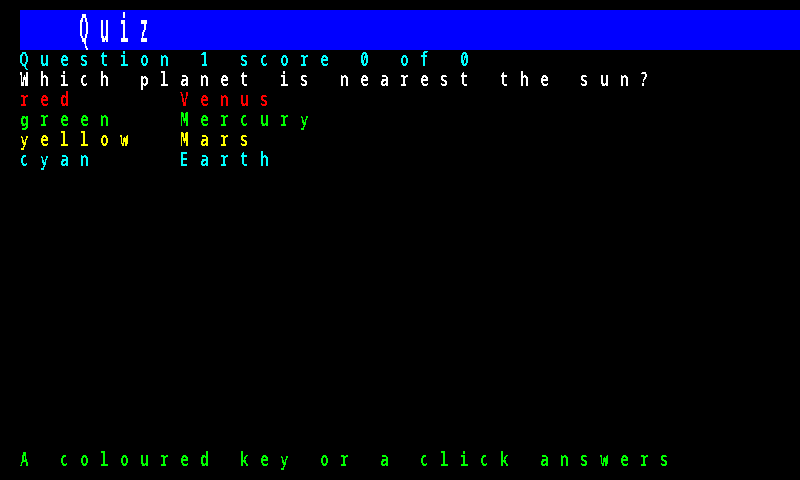 Quiz
Question 1 score 0 of 0
Which planet is nearest the sun?
red Venus
green Mercury
yellow Mars
cyan Earth
A coloured key or a click answers